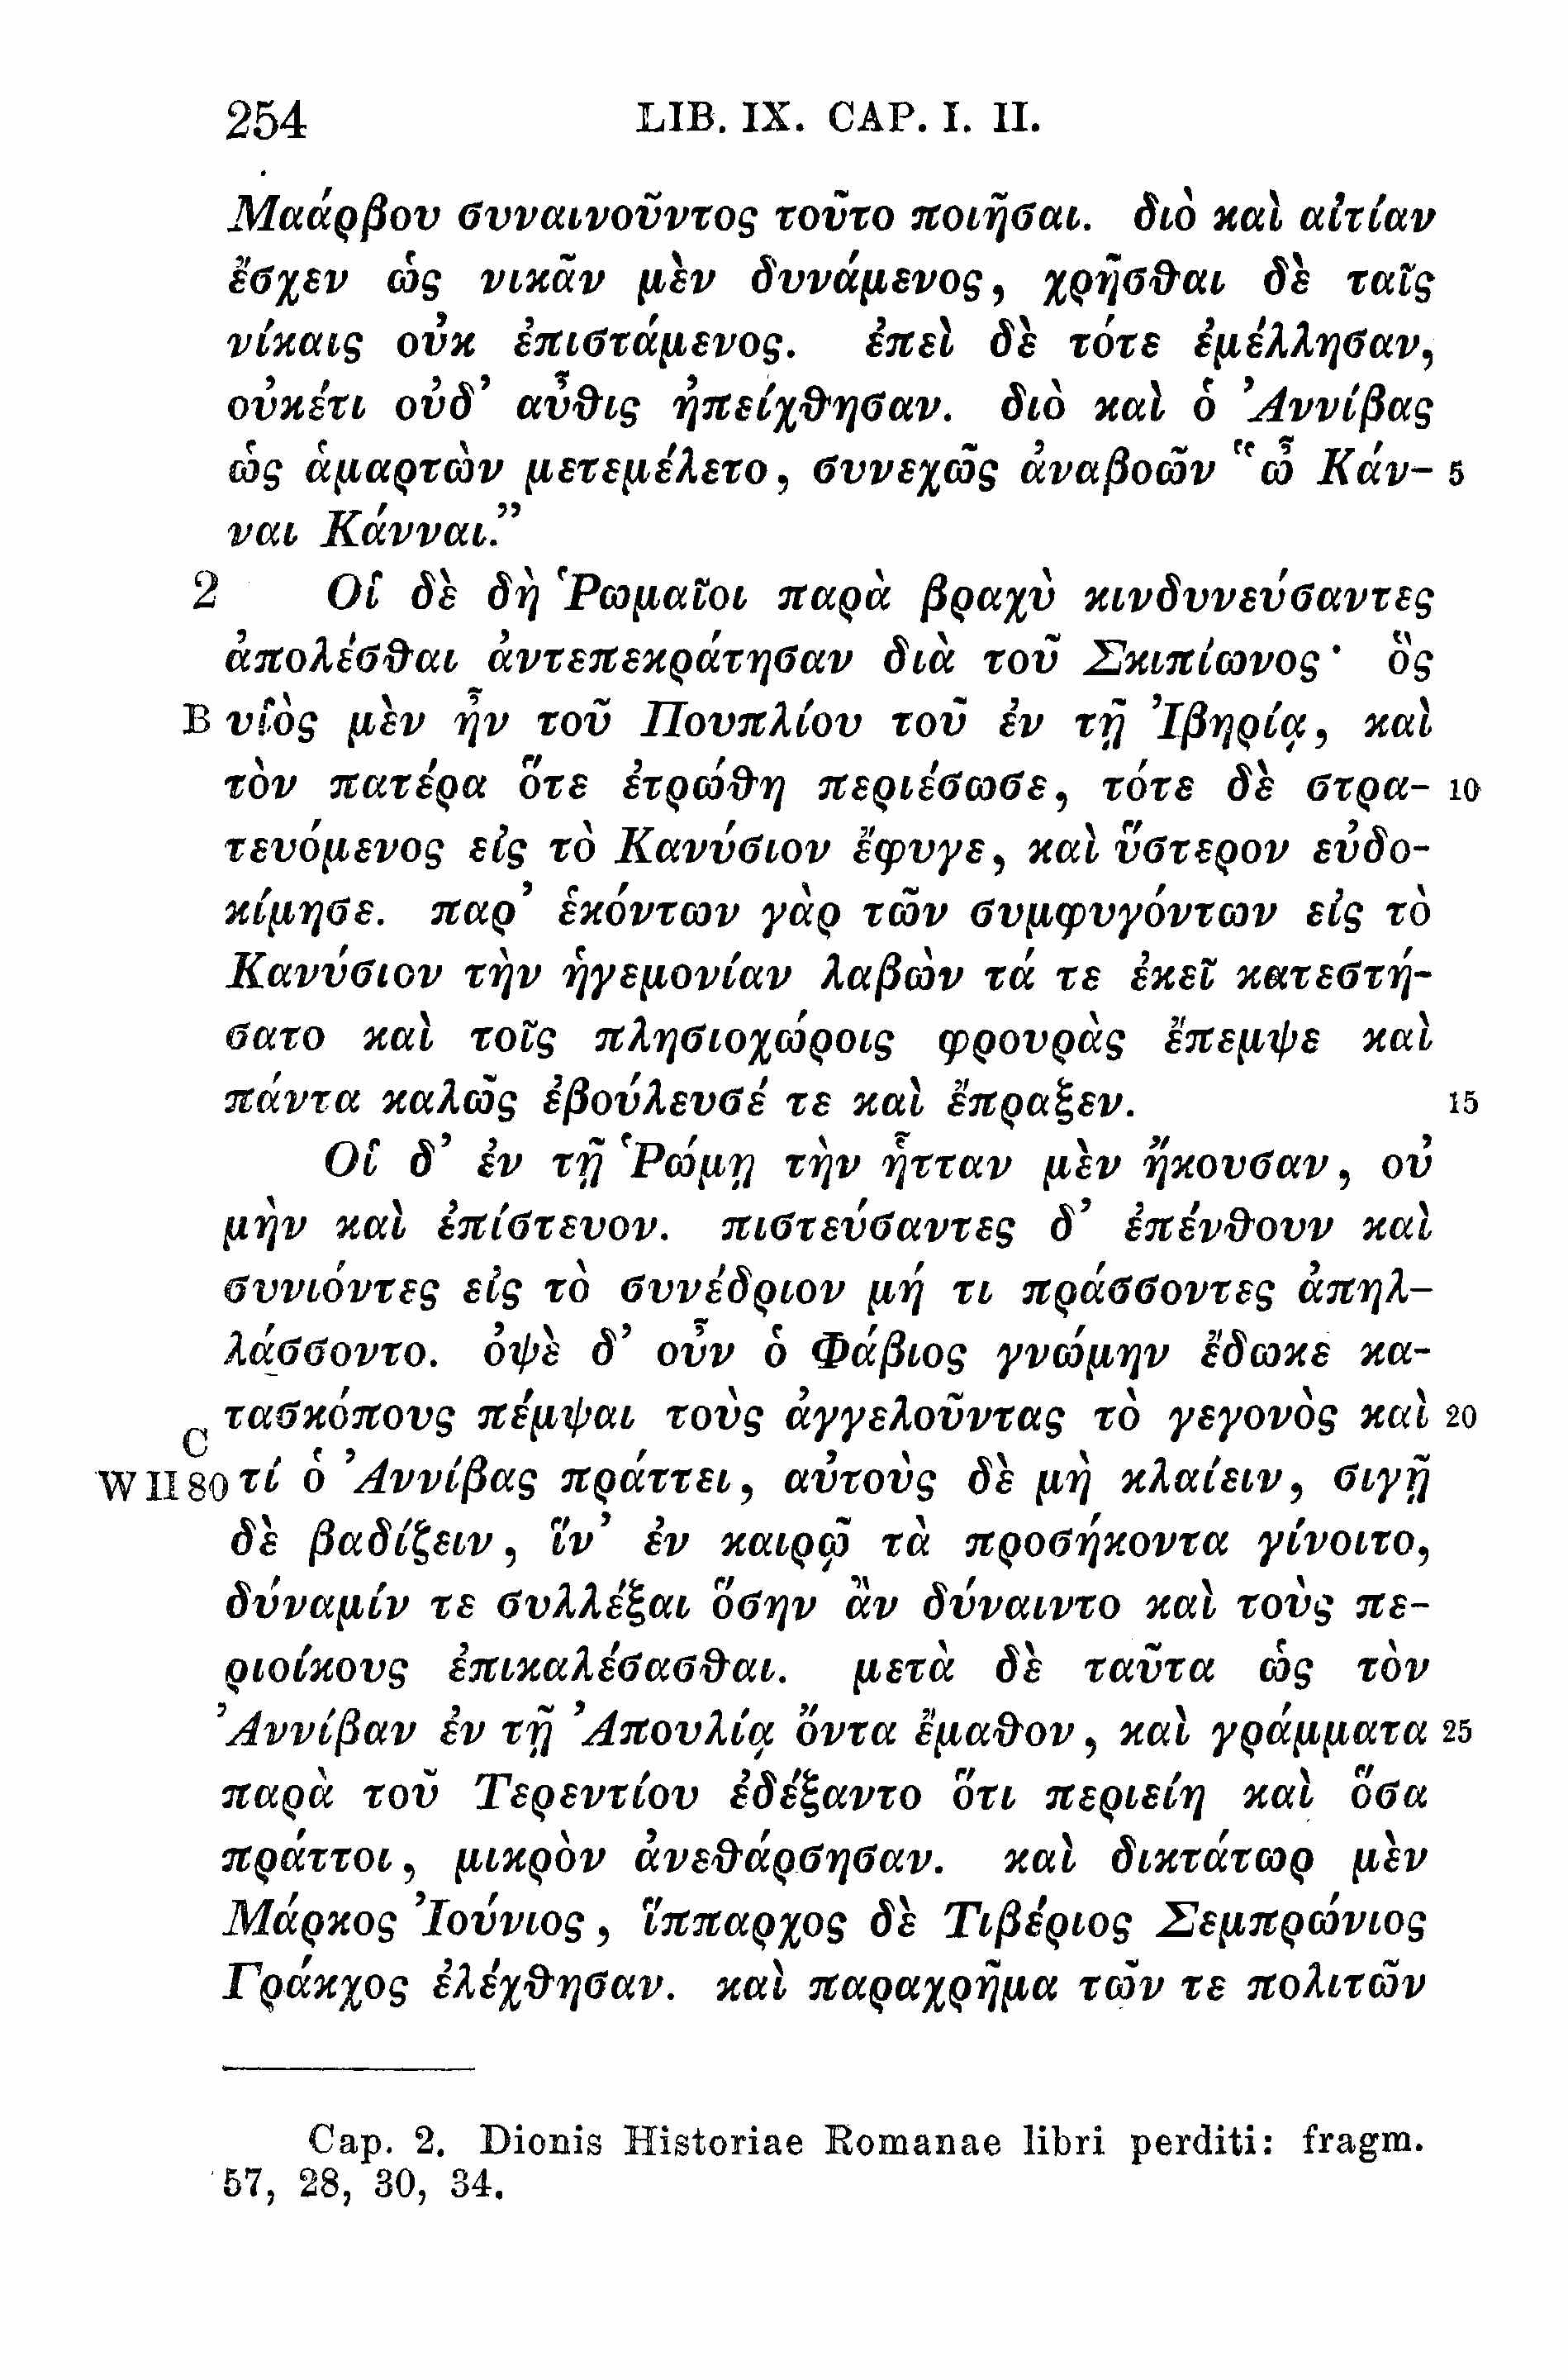 254 LIB. IX. CAP. I. II.
Μαάρβου συναινοῦντος τοῦτο ποιῆσαι. διὸ καὶ αἰτίαν
ἔσχεν ὡς νικᾶν μὲν δυνάμενος, χρῆσθαι δὲ ταῖς
νίκαις οὐκ ἐπιστάμενος. ἐπεὶ δὲ τότε ἐμέλλησαν,
οὐκέτι οὐδ᾽ αὖθις ἠπείχθησαν. διὸ καὶ ὁ Ἀννίβας
ὡς ἁμαρτὼν μετεμέλετο, συνεχῶς ἀναβοῶν "ὦ Κάν- 5
ναι Κάνναι."
2 Οἱ δὲ δὴ Ῥωμαῖοι παρὰ βραχὺ κινδυνεύσαντες
ἀπολέσθαι ἀντεπεκράτησαν διὰ τοῦ Σκιπίωνος· ὃς
B υἱὸς μὲν ἦν τοῦ Πουπλίου τοῦ ἐν τῇ Ἰβηρίᾳ, καὶ
τὸν πατέρα ὅτε ἐτρώθη περιέσωσε, τότε δὲ στρα- 10
τευόμενος εἰς τὸ Κανύσιον ἔφυγε, καὶ ὕστερον εὐδο-
κίμησε. παρ᾽ ἑκόντων γὰρ τῶν συμφυγόντων εἰς τὸ
Κανύσιον τὴν ἡγεμονίαν λαβὼν τά τε ἐκεῖ κατεστή-
σατο καὶ τοῖς πλησιοχώροις φρουρὰς ἔπεμψε καὶ
πάντα καλῶς ἐβούλευσέ τε καὶ ἔπραξεν. 15
Οἱ δ᾽ ἐν τῇ Ῥώμῃ τὴν ἧτταν μὲν ἤκουσαν, οὐ
μὴν καὶ ἐπίστευον. πιστεύσαντες δ᾽ ἐπένθουν καὶ
συνιόντες εἰς τὸ συνέδριον μή τι πράσσοντες ἀπηλ-
λάσσοντο. ὀψὲ δ᾽ οὖν ὁ Φάβιος γνώμην ἔδωκε κα-
C τασκόπους πέμψαι τοὺς ἀγγελοῦντας τὸ γεγονὸς καὶ 20
W II 80 τί ὁ Ἀννίβας πράττει, αὐτοὺς δὲ μὴ κλαίειν, σιγῇ
δὲ βαδίζειν, ἵν᾽ ἐν καιρῷ τὰ προσήκοντα γίνοιτο,
δύναμίν τε συλλέξαι ὅσην ἂν δύναιντο καὶ τοὺς πε-
ριοίκους ἐπικαλέσασθαι. μετὰ δὲ ταῦτα ὡς τὸν
Ἀννίβαν ἐν τῇ Ἀπουλίᾳ ὄντα ἔμαθον, καὶ γράμματα 25
παρὰ τοῦ Τερεντίου ἐδέξαντο ὅτι περιείη καὶ ὅσα
πράττοι, μικρὸν ἀνεθάρσησαν. καὶ δικτάτωρ μὲν
Μάρκος Ἰούνιος, ἵππαρχος δὲ Τιβέριος Σεμπρώνιος
Γράκχος ἐλέχθησαν. καὶ παραχρῆμα τῶν τε πολιτῶν
Cap. 2. Dionis Historiae Romanae libri perditi: fragm.
57, 28, 30, 34.